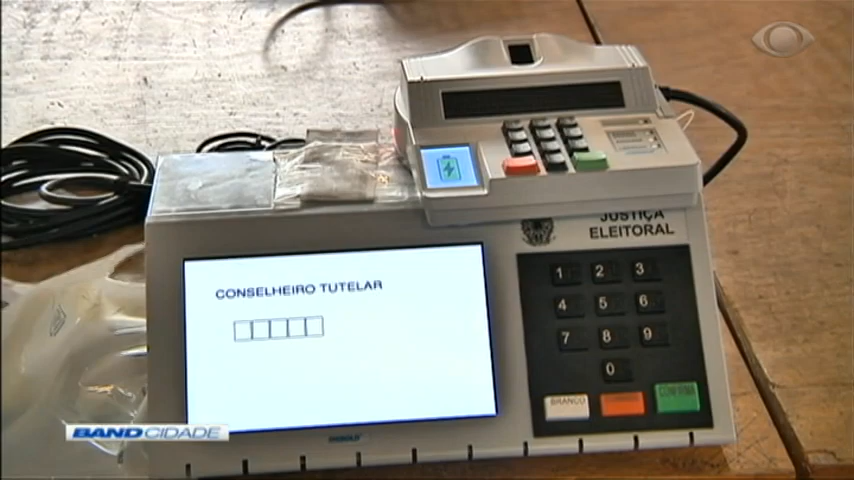 JUSTIÇA
ELEITORAL
CONSELHEIRO TUTELAR
1 2 3
4 5 6
7 8 9
0
BRANCO CONFIRMA
BAND CIDADE